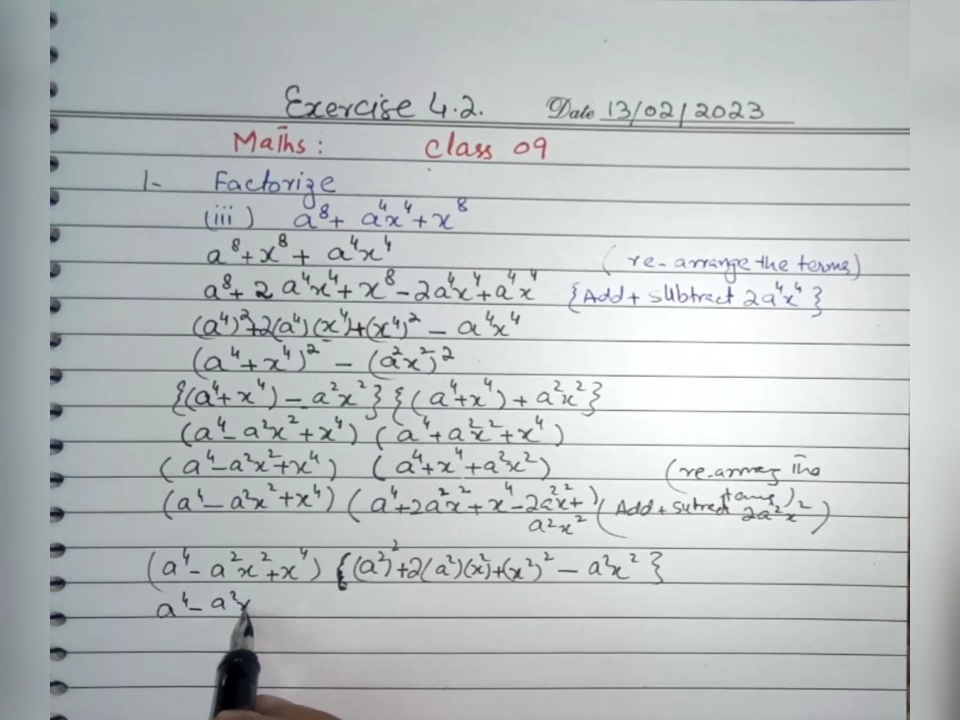 Exercise 4.2. Date 13/02/2023
Maths: Class 09
1- Factorize
(iii) a⁸+ a⁴x⁴+x⁸
a⁸+x⁸+ a⁴x⁴ (re-arrange the terms)
a⁸+2a⁴x⁴+x⁸-2a⁴x⁴+a⁴x⁴ {Add + subtract 2a⁴x⁴}
(a⁴)²+2(a⁴)(x⁴)+(x⁴)² - a⁴x⁴
(a⁴+x⁴)² - (a²x²)²
{(a⁴+x⁴) - a²x²}{(a⁴+x⁴) + a²x²}
(a⁴-a²x²+x⁴) (a⁴+a²x²+x⁴)
(a⁴-a²x²+x⁴) (a⁴+x⁴+a²x²) (re-arrang the terms)
(a⁴-a²x²+x⁴) (a⁴+2a²x²+x⁴-2a²x²+a²x²) (Add + sutract 2a²x²)
(a⁴-a²x²+x⁴) {(a²)²+2(a²)(x²)+(x²)² - a²x²}
a⁴- a²x